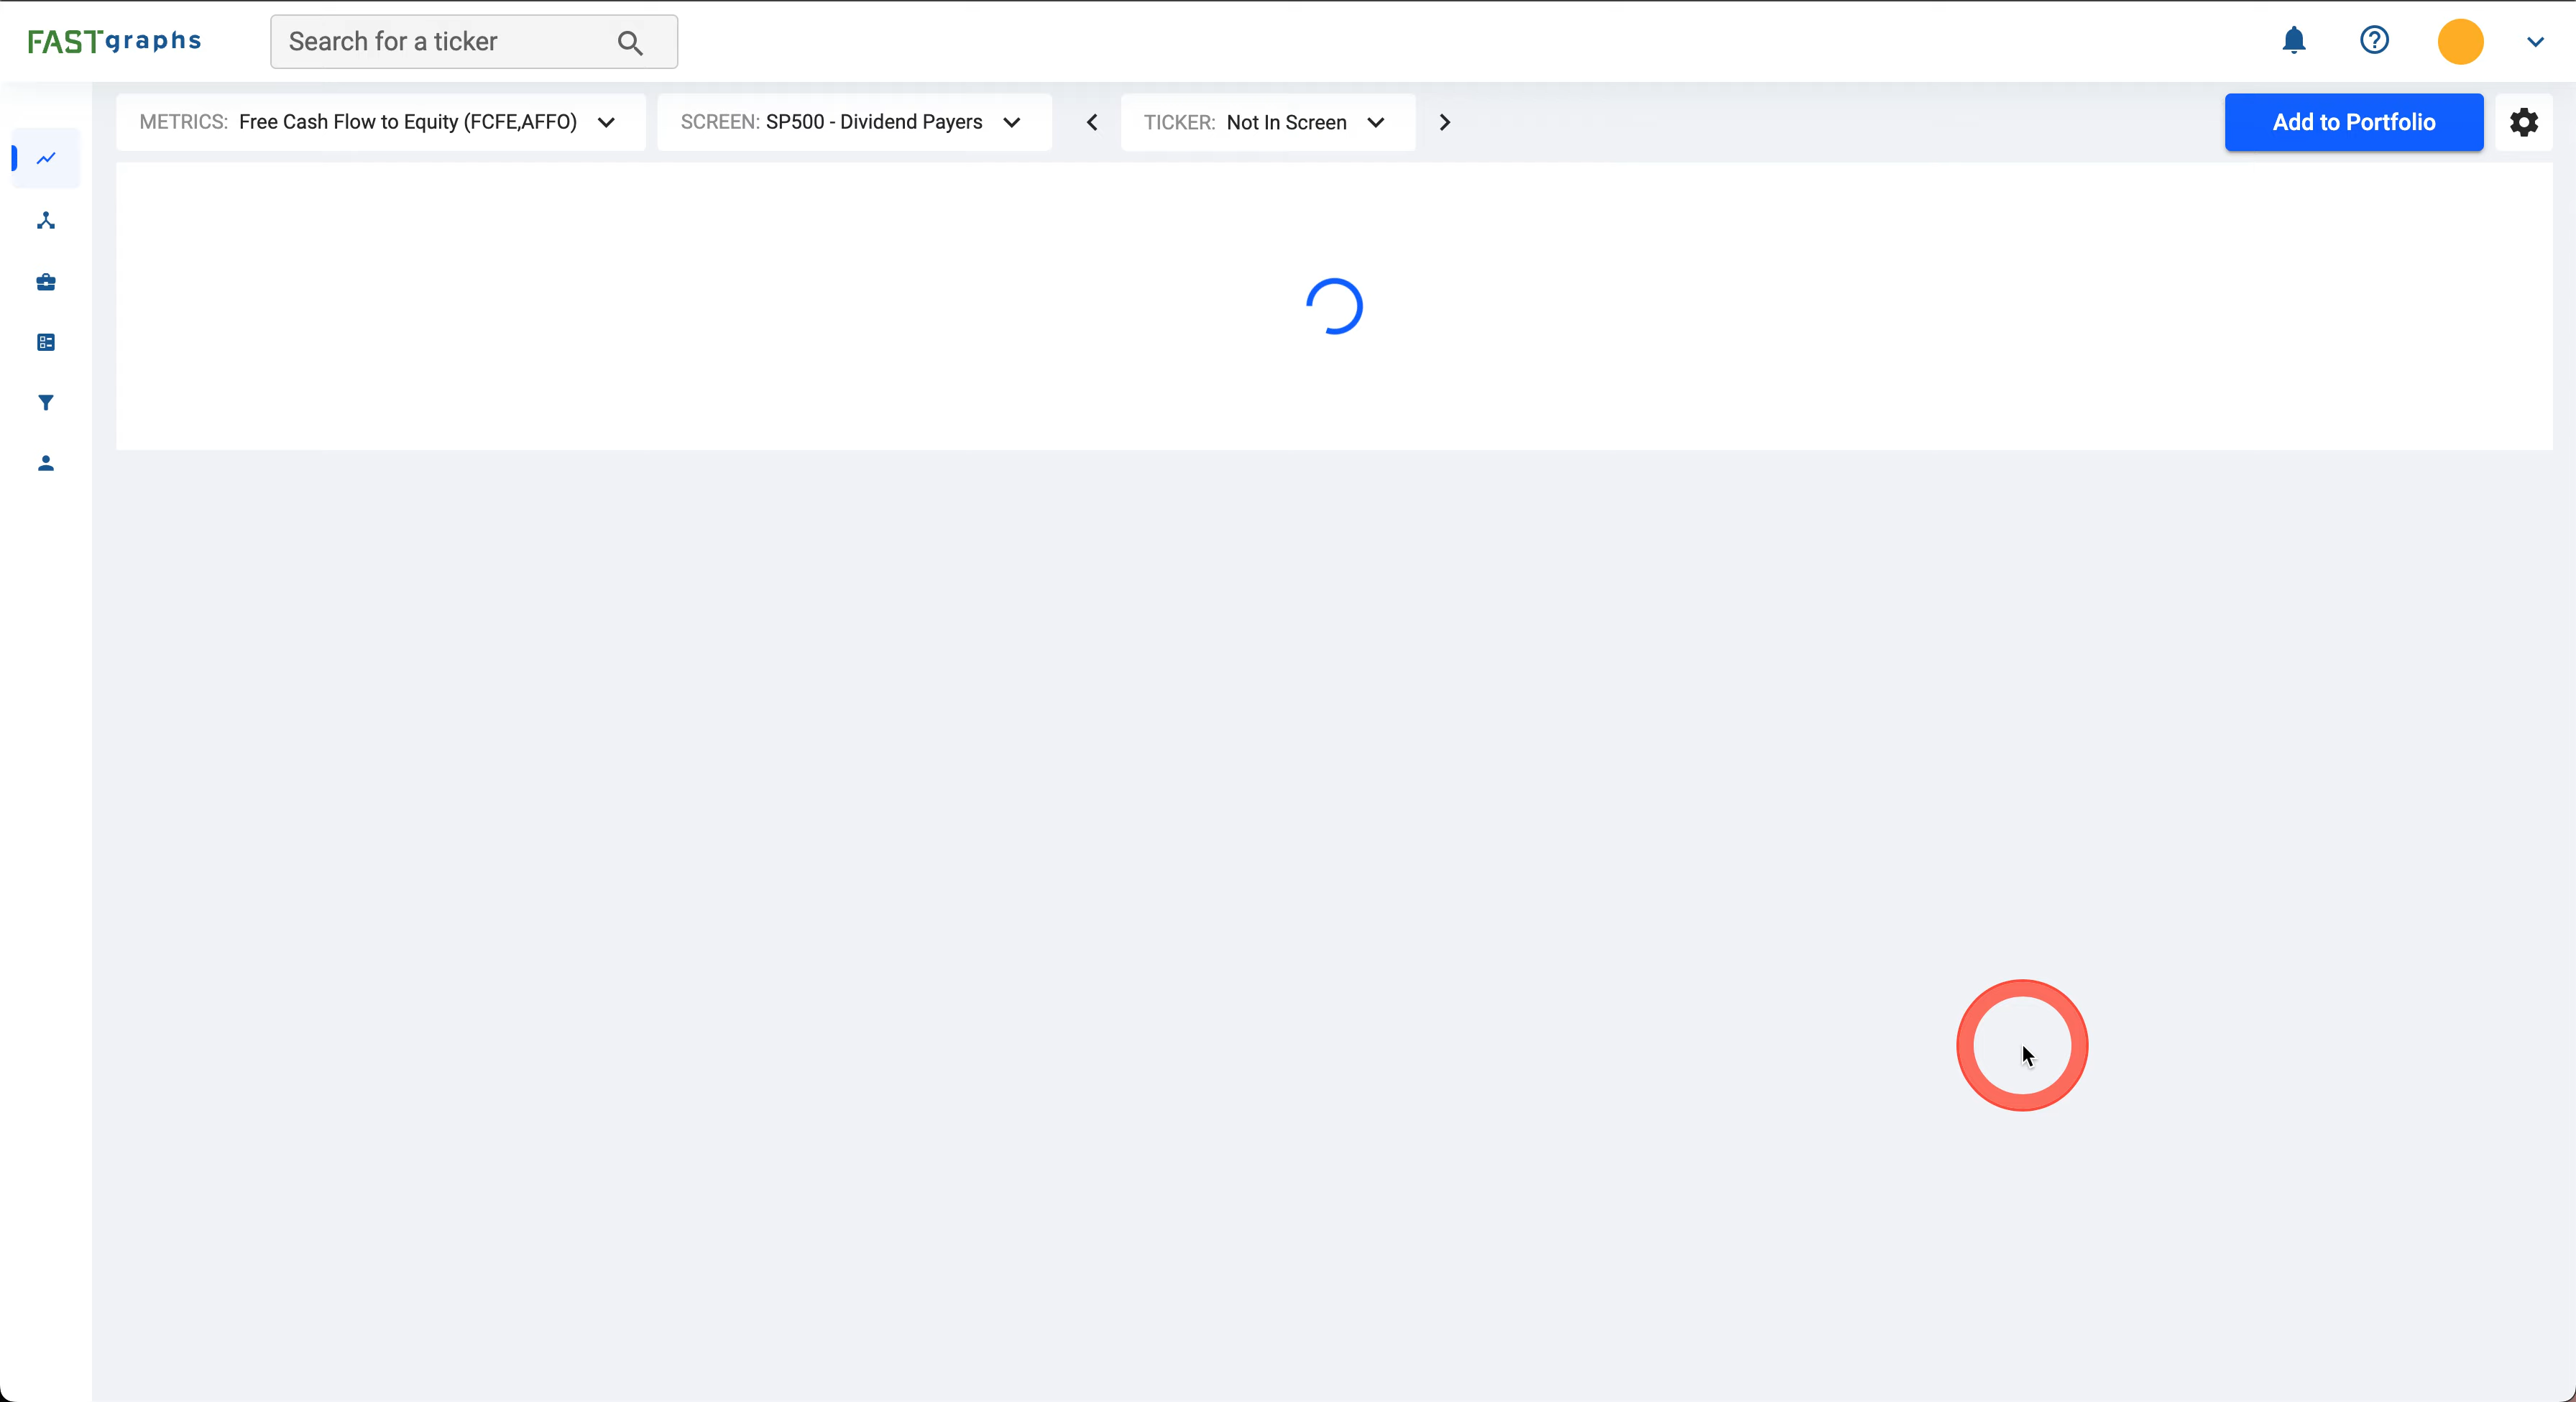 FASTgraphs
Search for a ticker
METRICS: Free Cash Flow to Equity (FCFE,AFFO)
SCREEN: SP500 - Dividend Payers
TICKER: Not In Screen
Add to Portfolio